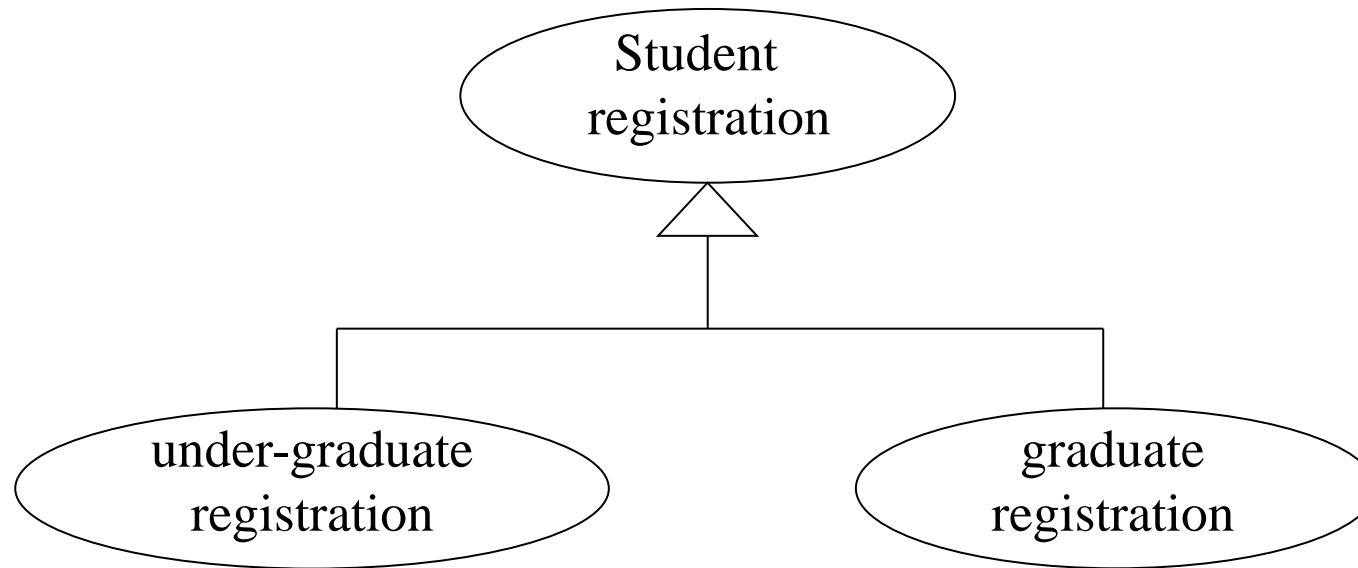 Student
registration
under-graduate
registration
graduate
registration